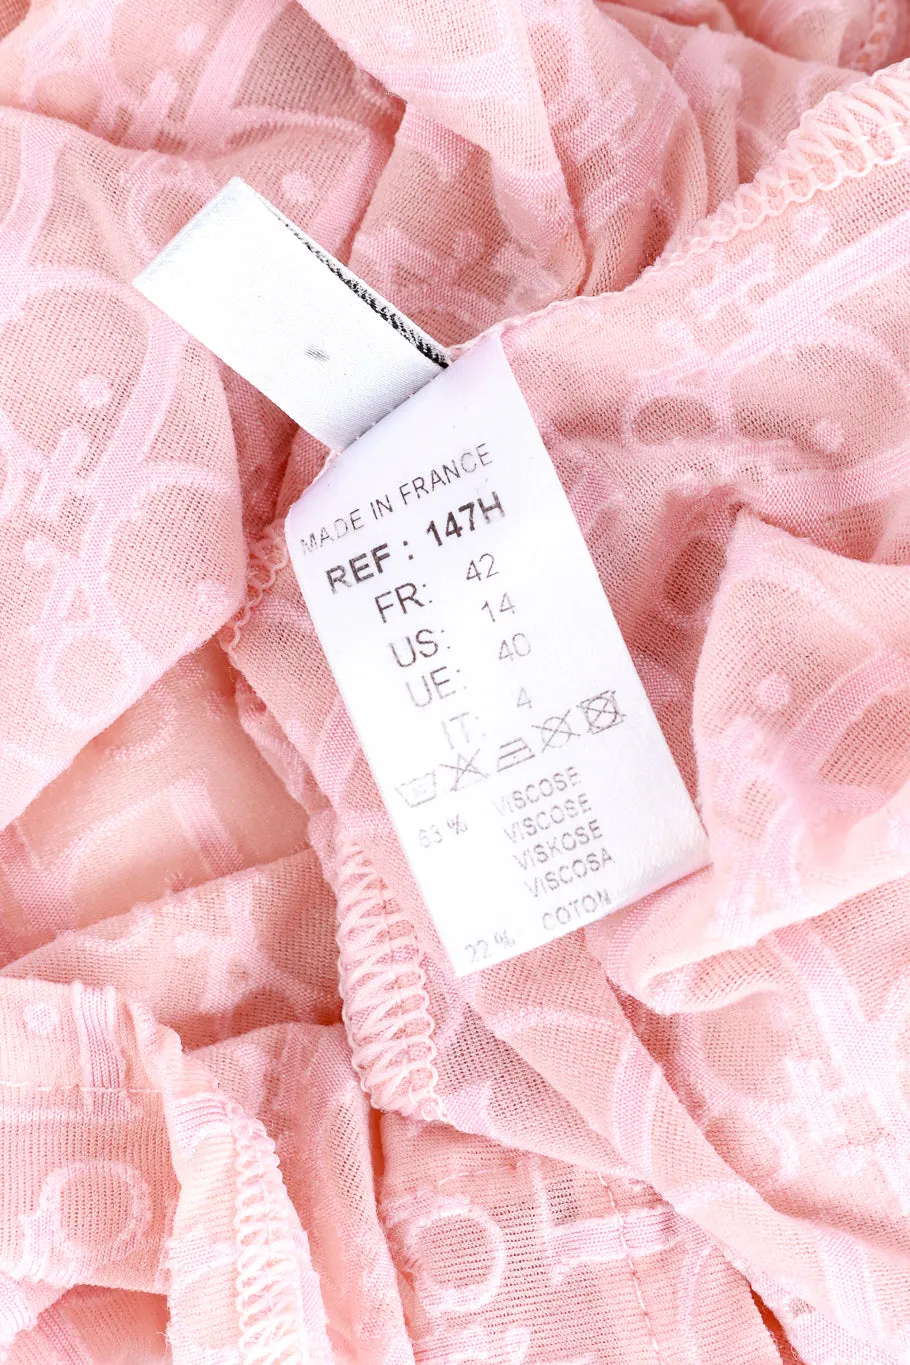 MADE IN FRANCE
REF : 147H
FR: 42
US: 14
UE: 40
IT: 4
VISCOSE
63 % VISCOSE
VISKOSE
VISCOSA
22 % COTON